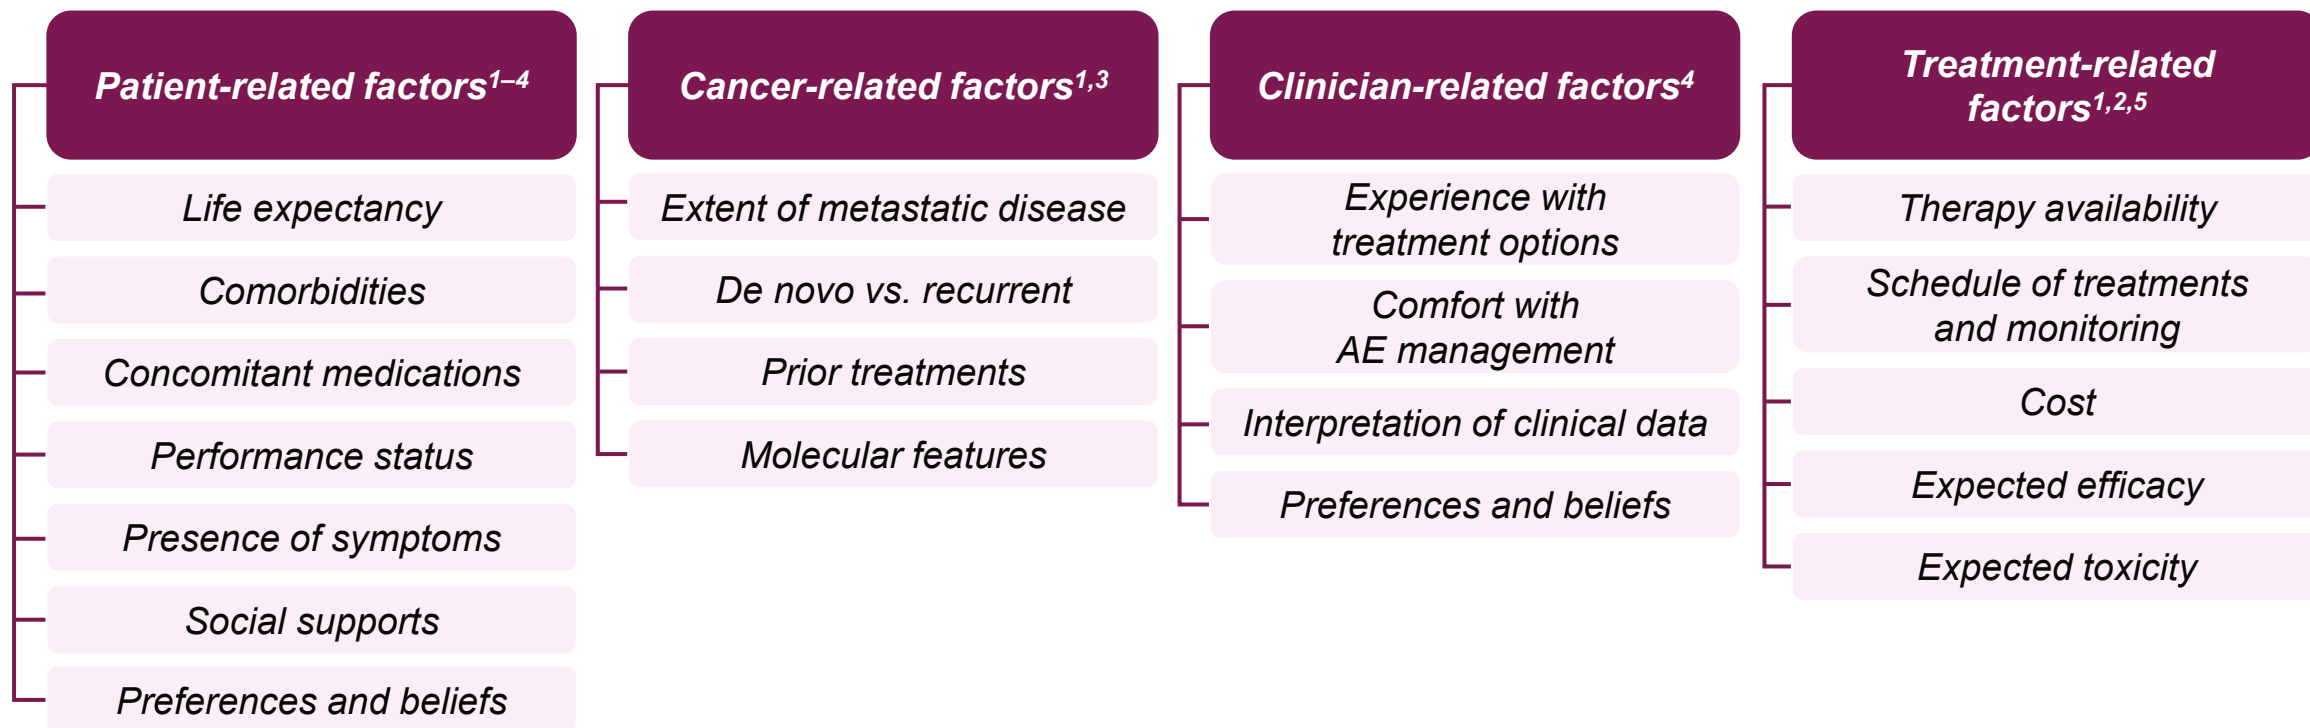 Patient-related factors¹⁻⁴
Life expectancy
Comorbidities
Concomitant medications
Performance status
Presence of symptoms
Social supports
Preferences and beliefs
Cancer-related factors¹,³
Extent of metastatic disease
De novo vs. recurrent
Prior treatments
Molecular features
Clinician-related factors⁴
Experience with
treatment options
Comfort with
AE management
Interpretation of clinical data
Preferences and beliefs
Treatment-related
factors¹,²,⁵
Therapy availability
Schedule of treatments
and monitoring
Cost
Expected efficacy
Expected toxicity